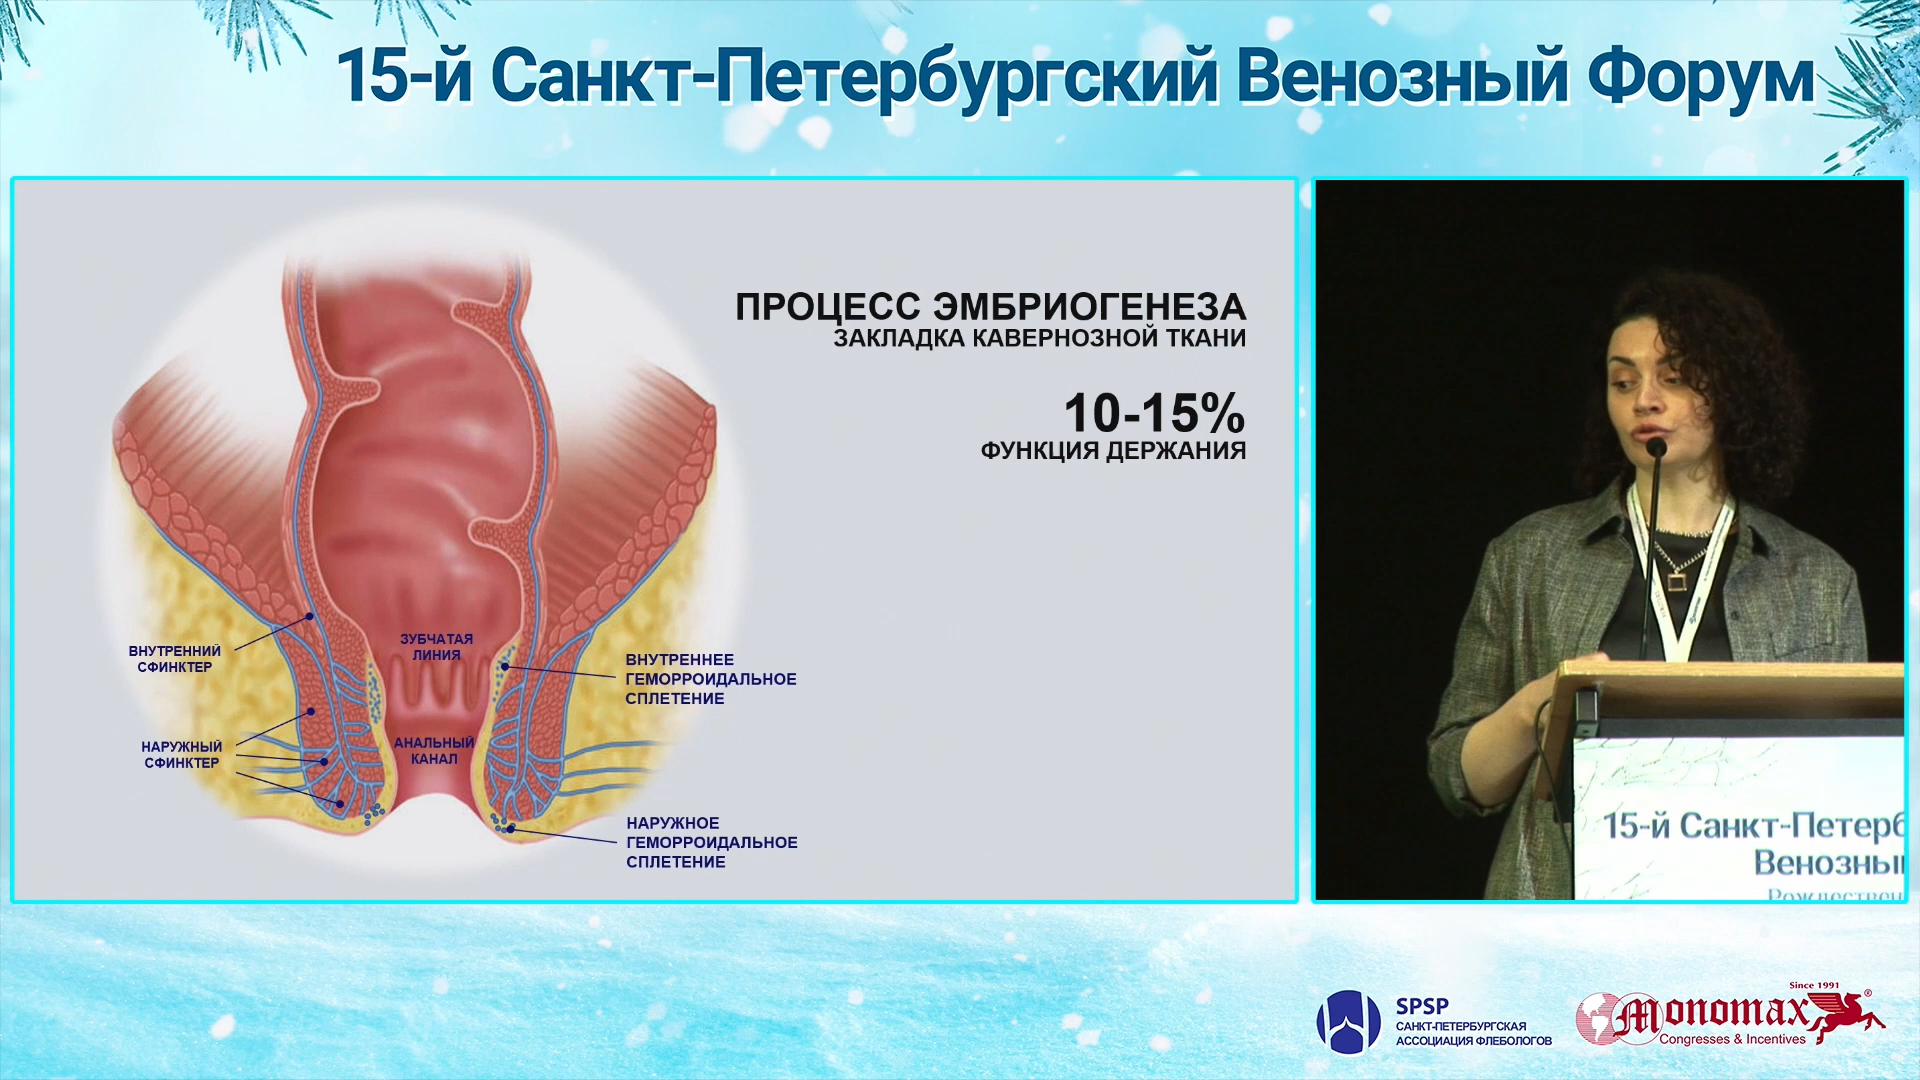 15-й Санкт-Петербургский Венозный Форум
ПРОЦЕСС ЭМБРИОГЕНЕЗА
ЗАКЛАДКА КАВЕРНОЗНОЙ ТКАНИ
10-15%
ФУНКЦИЯ ДЕРЖАНИЯ
ВНУТРЕННИЙ
СФИНКТЕР
ЗУБЧАТАЯ
ЛИНИЯ
ВНУТРЕННЕЕ
ГЕМОРРОИДАЛЬНОЕ
СПЛЕТЕНИЕ
НАРУЖНЫЙ
СФИНКТЕР
АНАЛЬНЫЙ
КАНАЛ
НАРУЖНОЕ
ГЕМОРРОИДАЛЬНОЕ
СПЛЕТЕНИЕ
15-й Санкт-Петерб
Венозны
Рождествен
SPSP
САНКТ-ПЕТЕРБУРГСКАЯ
АССОЦИАЦИЯ ФЛЕБОЛОГОВ
Since 1991
Monomax®
Congresses & Incentives